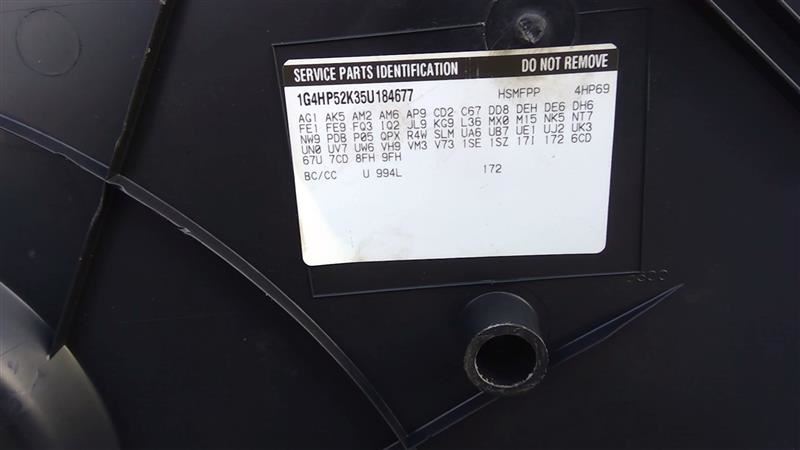 SERVICE PARTS IDENTIFICATION DO NOT REMOVE
1G4HP52K35U184677 HSMFPP 4HP69
AG1 AK5 AM2 AM6 AP9 CD2 C67 DD8 DEH DE6 DH6
FE1 FE9 FQ3 IQ2 JL9 KG9 L36 MX0 M15 NK5 NT7
NW9 PDB P05 QPX R4W SLM UA6 UB7 UE1 UJ2 UK3
UN0 UV7 UW6 VH9 VM3 V73 1SE 1SZ 17I 172 6CD
67U 7CD 8FH 9FH
BC/CC U 994L 172